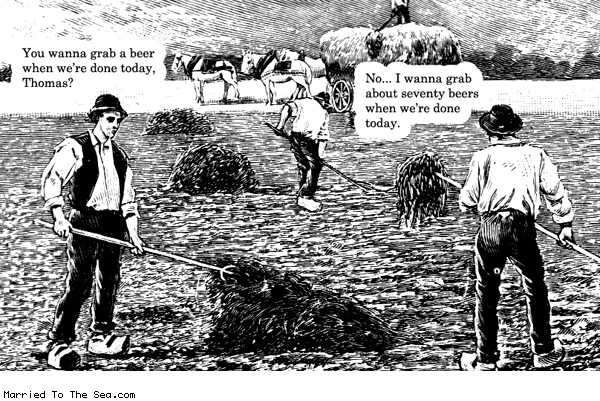 You wanna grab a beer
when we're done today,
Thomas?
No... I wanna grab
about seventy beers
when we're done
today.
Married To The Sea.com